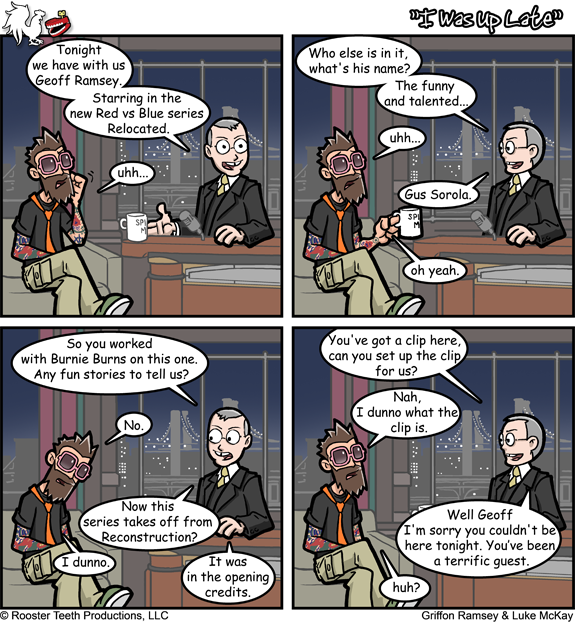 "I Was up Late"
Tonight
we have with us
Geoff Ramsey.
Starring in the
new Red vs Blue series
Relocated.
uhh...
Who else is in it,
what's his name?
The funny
and talented...
uhh...
Gus Sorola.
oh yeah.
So you worked
with Burnie Burns on this one.
Any fun stories to tell us?
No.
Now this
series takes off from
Reconstruction?
I dunno.
It was
in the opening
credits.
You've got a clip here,
can you set up the clip
for us?
Nah,
I dunno what the
clip is.
Well Geoff
I'm sorry you couldn't be
here tonight. You've been
a terrific guest.
huh?
© Rooster Teeth Productions, LLC
Griffon Ramsey & Luke McKay